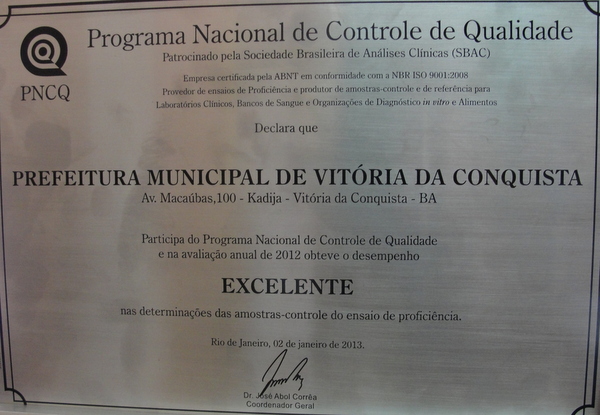 PNCQ
Programa Nacional de Controle de Qualidade
Patrocinado pela Sociedade Brasileira de Análises Clínicas (SBAC)
Empresa certificada pela ABNT em conformidade com a NBR ISO 9001:2008
Provedor de ensaios de Proficiência e produtor de amostras-controle e de referência para
Laboratórios Clínicos, Bancos de Sangue e Organizações de Diagnóstico in vitro e Alimentos
Declara que
PREFEITURA MUNICIPAL DE VITÓRIA DA CONQUISTA
Av. Macaúbas,100 - Kadija - Vitória da Conquista - BA
Participa do Programa Nacional de Controle de Qualidade
e na avaliação anual de 2012 obteve o desempenho
EXCELENTE
nas determinações das amostras-controle do ensaio de proficiência.
Rio de Janeiro, 02 de janeiro de 2013.
Dr. José Abol Corrêa
Coordenador Geral